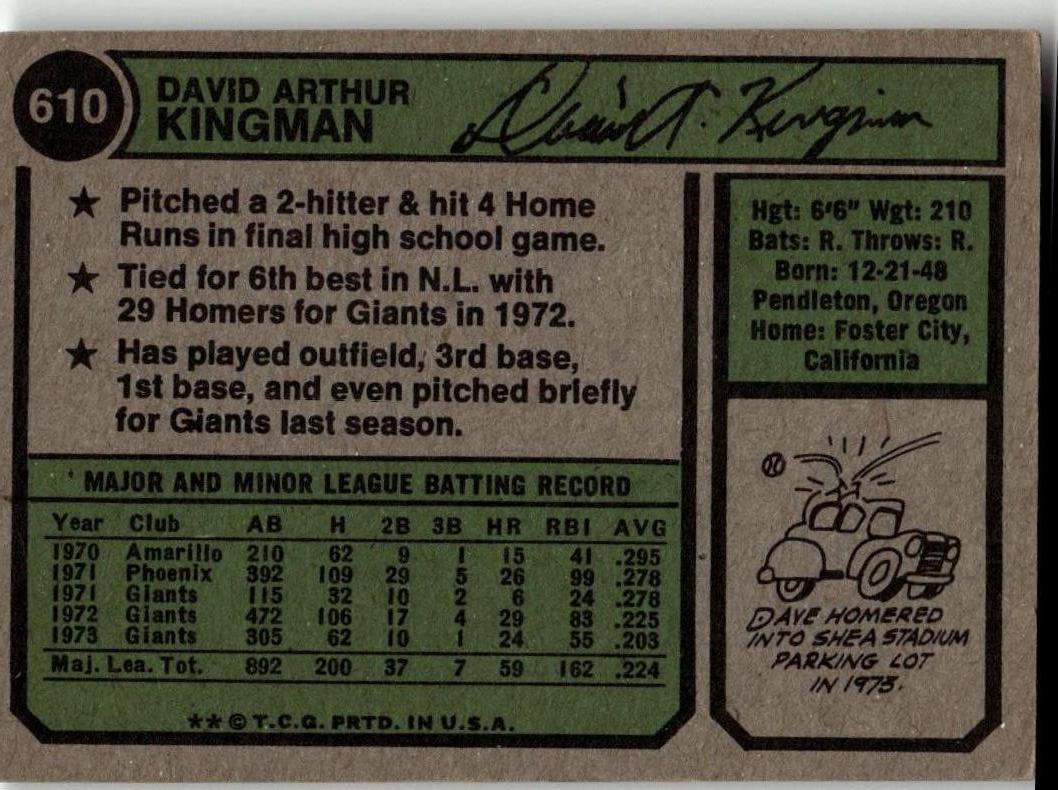 610
DAVID ARTHUR
KINGMAN
David A. Kingman
★ Pitched a 2-hitter & hit 4 Home
Runs in final high school game.
★ Tied for 6th best in N.L. with
29 Homers for Giants in 1972.
★ Has played outfield, 3rd base,
1st base, and even pitched briefly
for Giants last season.
Hgt: 6'6" Wgt: 210
Bats: R. Throws: R.
Born: 12-21-48
Pendleton, Oregon
Home: Foster City,
California
MAJOR AND MINOR LEAGUE BATTING RECORD
Year Club AB H 2B 3B HR RBI AVG
1970 Amarillo 210 62 9 1 15 41 .295
1971 Phoenix 392 109 29 5 26 99 .278
1971 Giants 115 32 10 2 6 24 .278
1972 Giants 472 106 17 4 29 83 .225
1973 Giants 305 62 10 1 24 55 .203
Maj. Lea. Tot. 892 200 37 7 59 162 .224
**© T.C.G. PRTD. IN U.S.A.
DAVE HOMERED
INTO SHEA STADIUM
PARKING LOT
IN 1973.